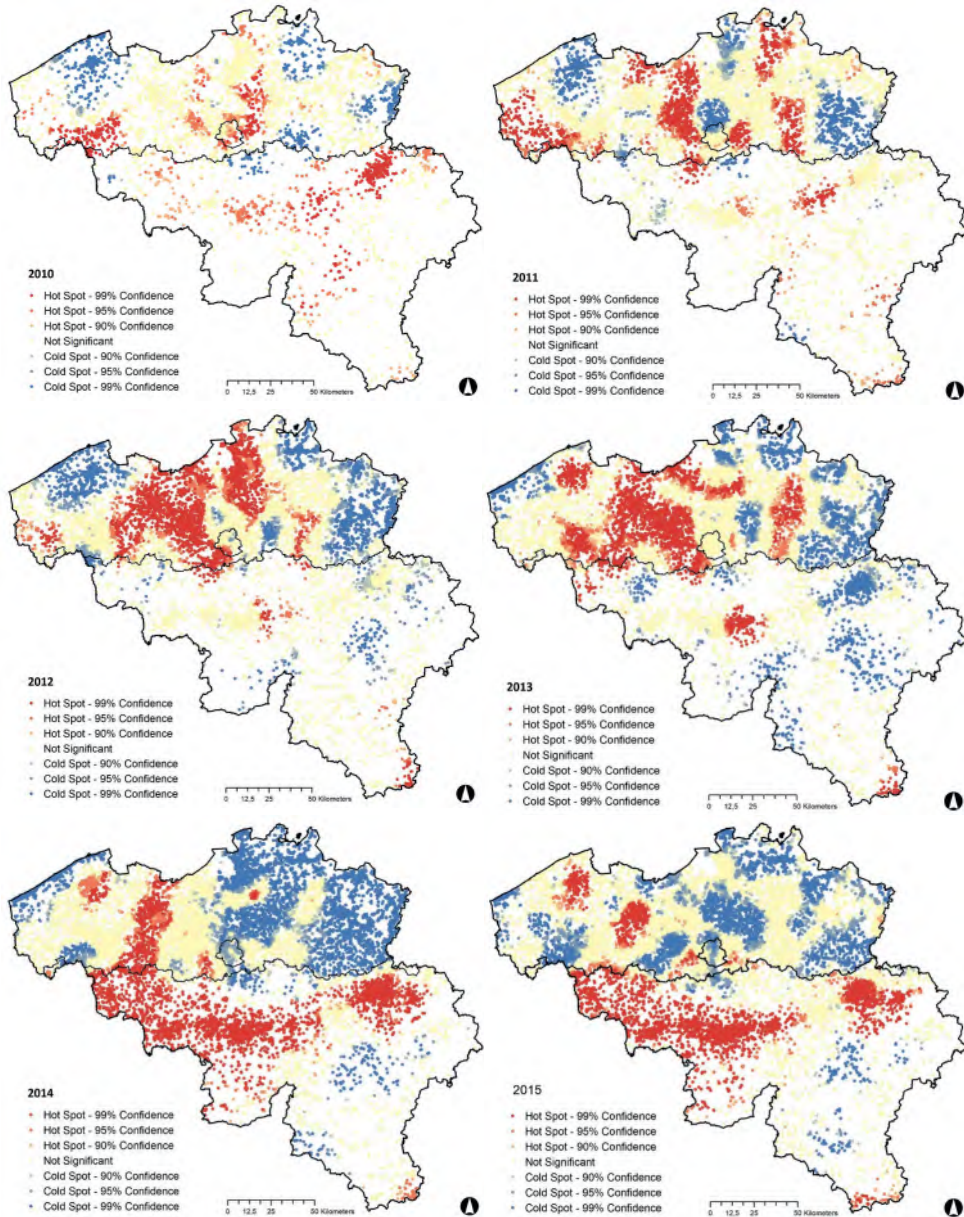 2010
Hot Spot - 99% Confidence
Hot Spot - 95% Confidence
Hot Spot - 90% Confidence
Not Significant
Cold Spot - 90% Confidence
Cold Spot - 95% Confidence
Cold Spot - 99% Confidence
0 12,5 25 50 Kilometers
2011
Hot Spot - 99% Confidence
Hot Spot - 95% Confidence
Hot Spot - 90% Confidence
Not Significant
Cold Spot - 90% Confidence
Cold Spot - 95% Confidence
Cold Spot - 99% Confidence
0 12,5 25 50 Kilometers
2012
Hot Spot - 99% Confidence
Hot Spot - 95% Confidence
Hot Spot - 90% Confidence
Not Significant
Cold Spot - 90% Confidence
Cold Spot - 95% Confidence
Cold Spot - 99% Confidence
0 12,5 25 50 Kilometers
2013
Hot Spot - 99% Confidence
Hot Spot - 95% Confidence
Hot Spot - 90% Confidence
Not Significant
Cold Spot - 90% Confidence
Cold Spot - 95% Confidence
Cold Spot - 99% Confidence
0 12,5 25 50 Kilometers
2014
Hot Spot - 99% Confidence
Hot Spot - 95% Confidence
Hot Spot - 90% Confidence
Not Significant
Cold Spot - 90% Confidence
Cold Spot - 95% Confidence
Cold Spot - 99% Confidence
0 12,5 25 50 Kilometers
2015
Hot Spot - 99% Confidence
Hot Spot - 95% Confidence
Hot Spot - 90% Confidence
Not Significant
Cold Spot - 90% Confidence
Cold Spot - 95% Confidence
Cold Spot - 99% Confidence
0 12,5 25 50 Kilometers